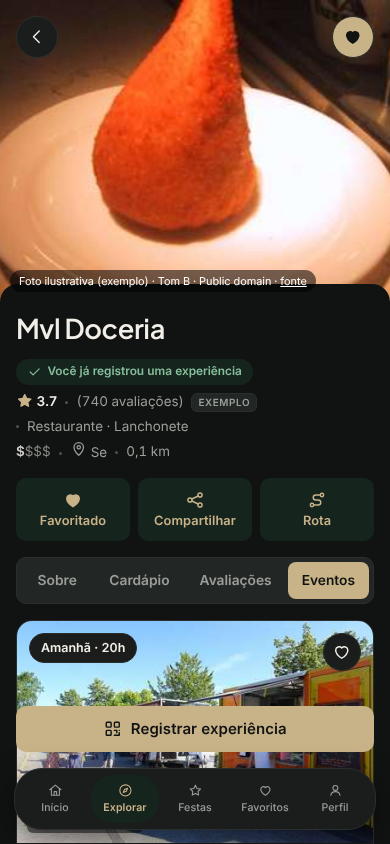 Foto ilustrativa (exemplo) · Tom B · Public domain · fonte
Mvl Doceria
Você já registrou uma experiência
3.7 · (740 avaliações) EXEMPLO
· Restaurante · Lanchonete
$$$$ · Se · 0,1 km
Favoritado Compartilhar Rota
Sobre Cardápio Avaliações Eventos
Amanhã · 20h
Registrar experiência
Início Explorar Festas Favoritos Perfil